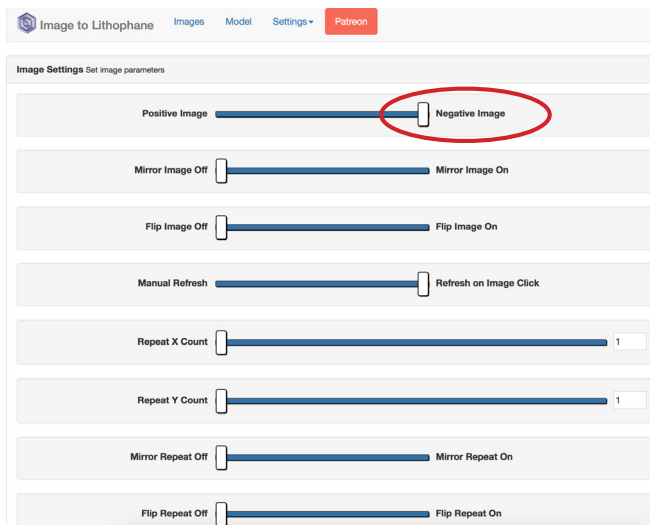 Image to Lithophane Images Model Settings Patreon
Image Settings Set image parameters
Positive Image Negative Image
Mirror Image Off Mirror Image On
Flip Image Off Flip Image On
Manual Refresh Refresh on Image Click
Repeat X Count 1
Repeat Y Count 1
Mirror Repeat Off Mirror Repeat On
Flip Repeat Off Flip Repeat On